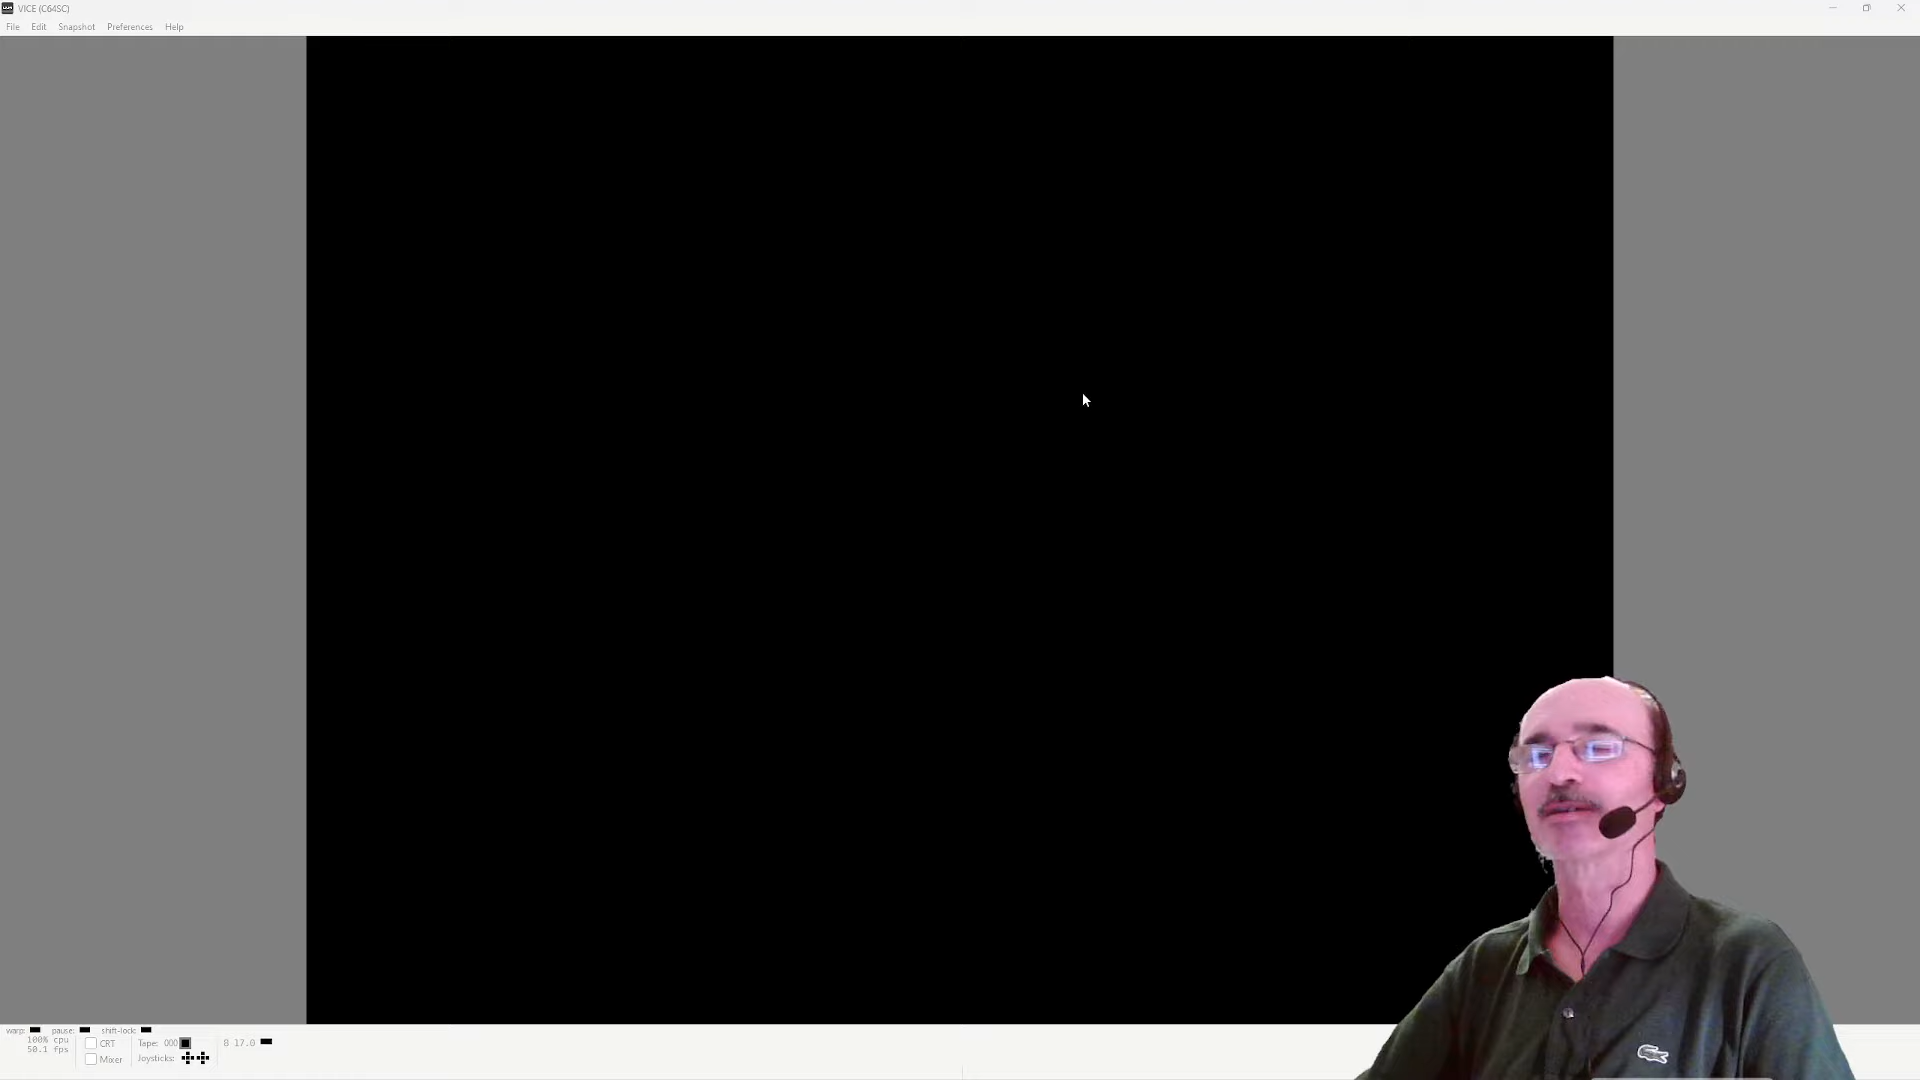 VICE (C64SC)
File Edit Snapshot Preferences Help
warp: pause: shift-lock:
100% cpu
50.1 fps
CRT
Mixer
Tape: 000
Joysticks:
8 17.0